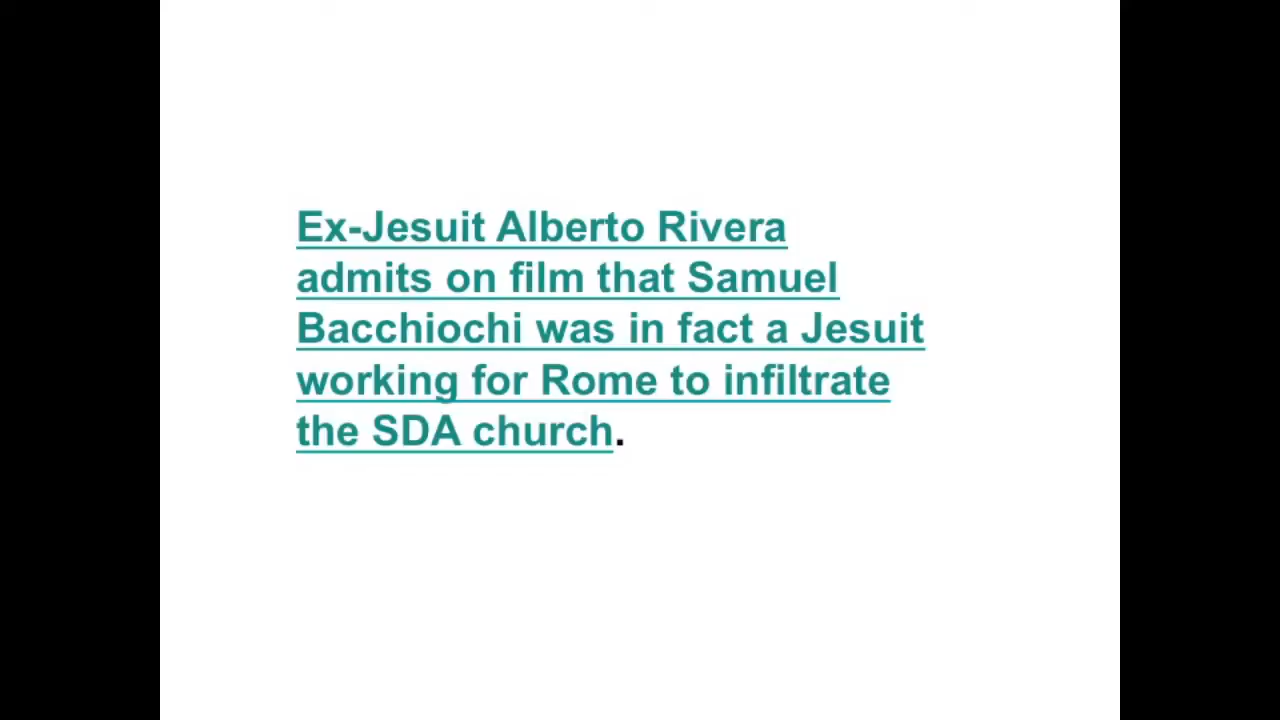 Ex-Jesuit Alberto Rivera
admits on film that Samuel
Bacchiochi was in fact a Jesuit
working for Rome to infiltrate
the SDA church.